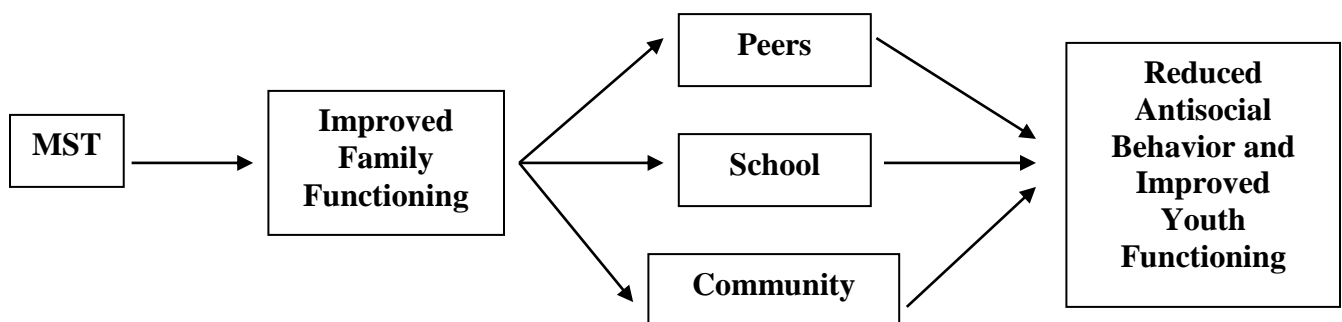 MST
Improved
Family
Functioning
Peers
School
Community
Reduced
Antisocial
Behavior and
Improved
Youth
Functioning